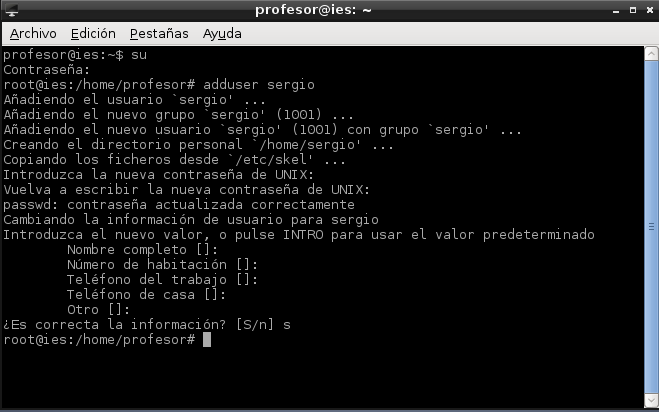 profesor@ies: ~
Archivo Edición Pestañas Ayuda
profesor@ies:~$ su
Contraseña:
root@ies:/home/profesor# adduser sergio
Añadiendo el usuario `sergio' ...
Añadiendo el nuevo grupo `sergio' (1001) ...
Añadiendo el nuevo usuario `sergio' (1001) con grupo `sergio' ...
Creando el directorio personal `/home/sergio' ...
Copiando los ficheros desde `/etc/skel' ...
Introduzca la nueva contraseña de UNIX:
Vuelva a escribir la nueva contraseña de UNIX:
passwd: contraseña actualizada correctamente
Cambiando la información de usuario para sergio
Introduzca el nuevo valor, o pulse INTRO para usar el valor predeterminado
Nombre completo []:
Número de habitación []:
Teléfono del trabajo []:
Teléfono de casa []:
Otro []:
¿Es correcta la información? [S/n] s
root@ies:/home/profesor#